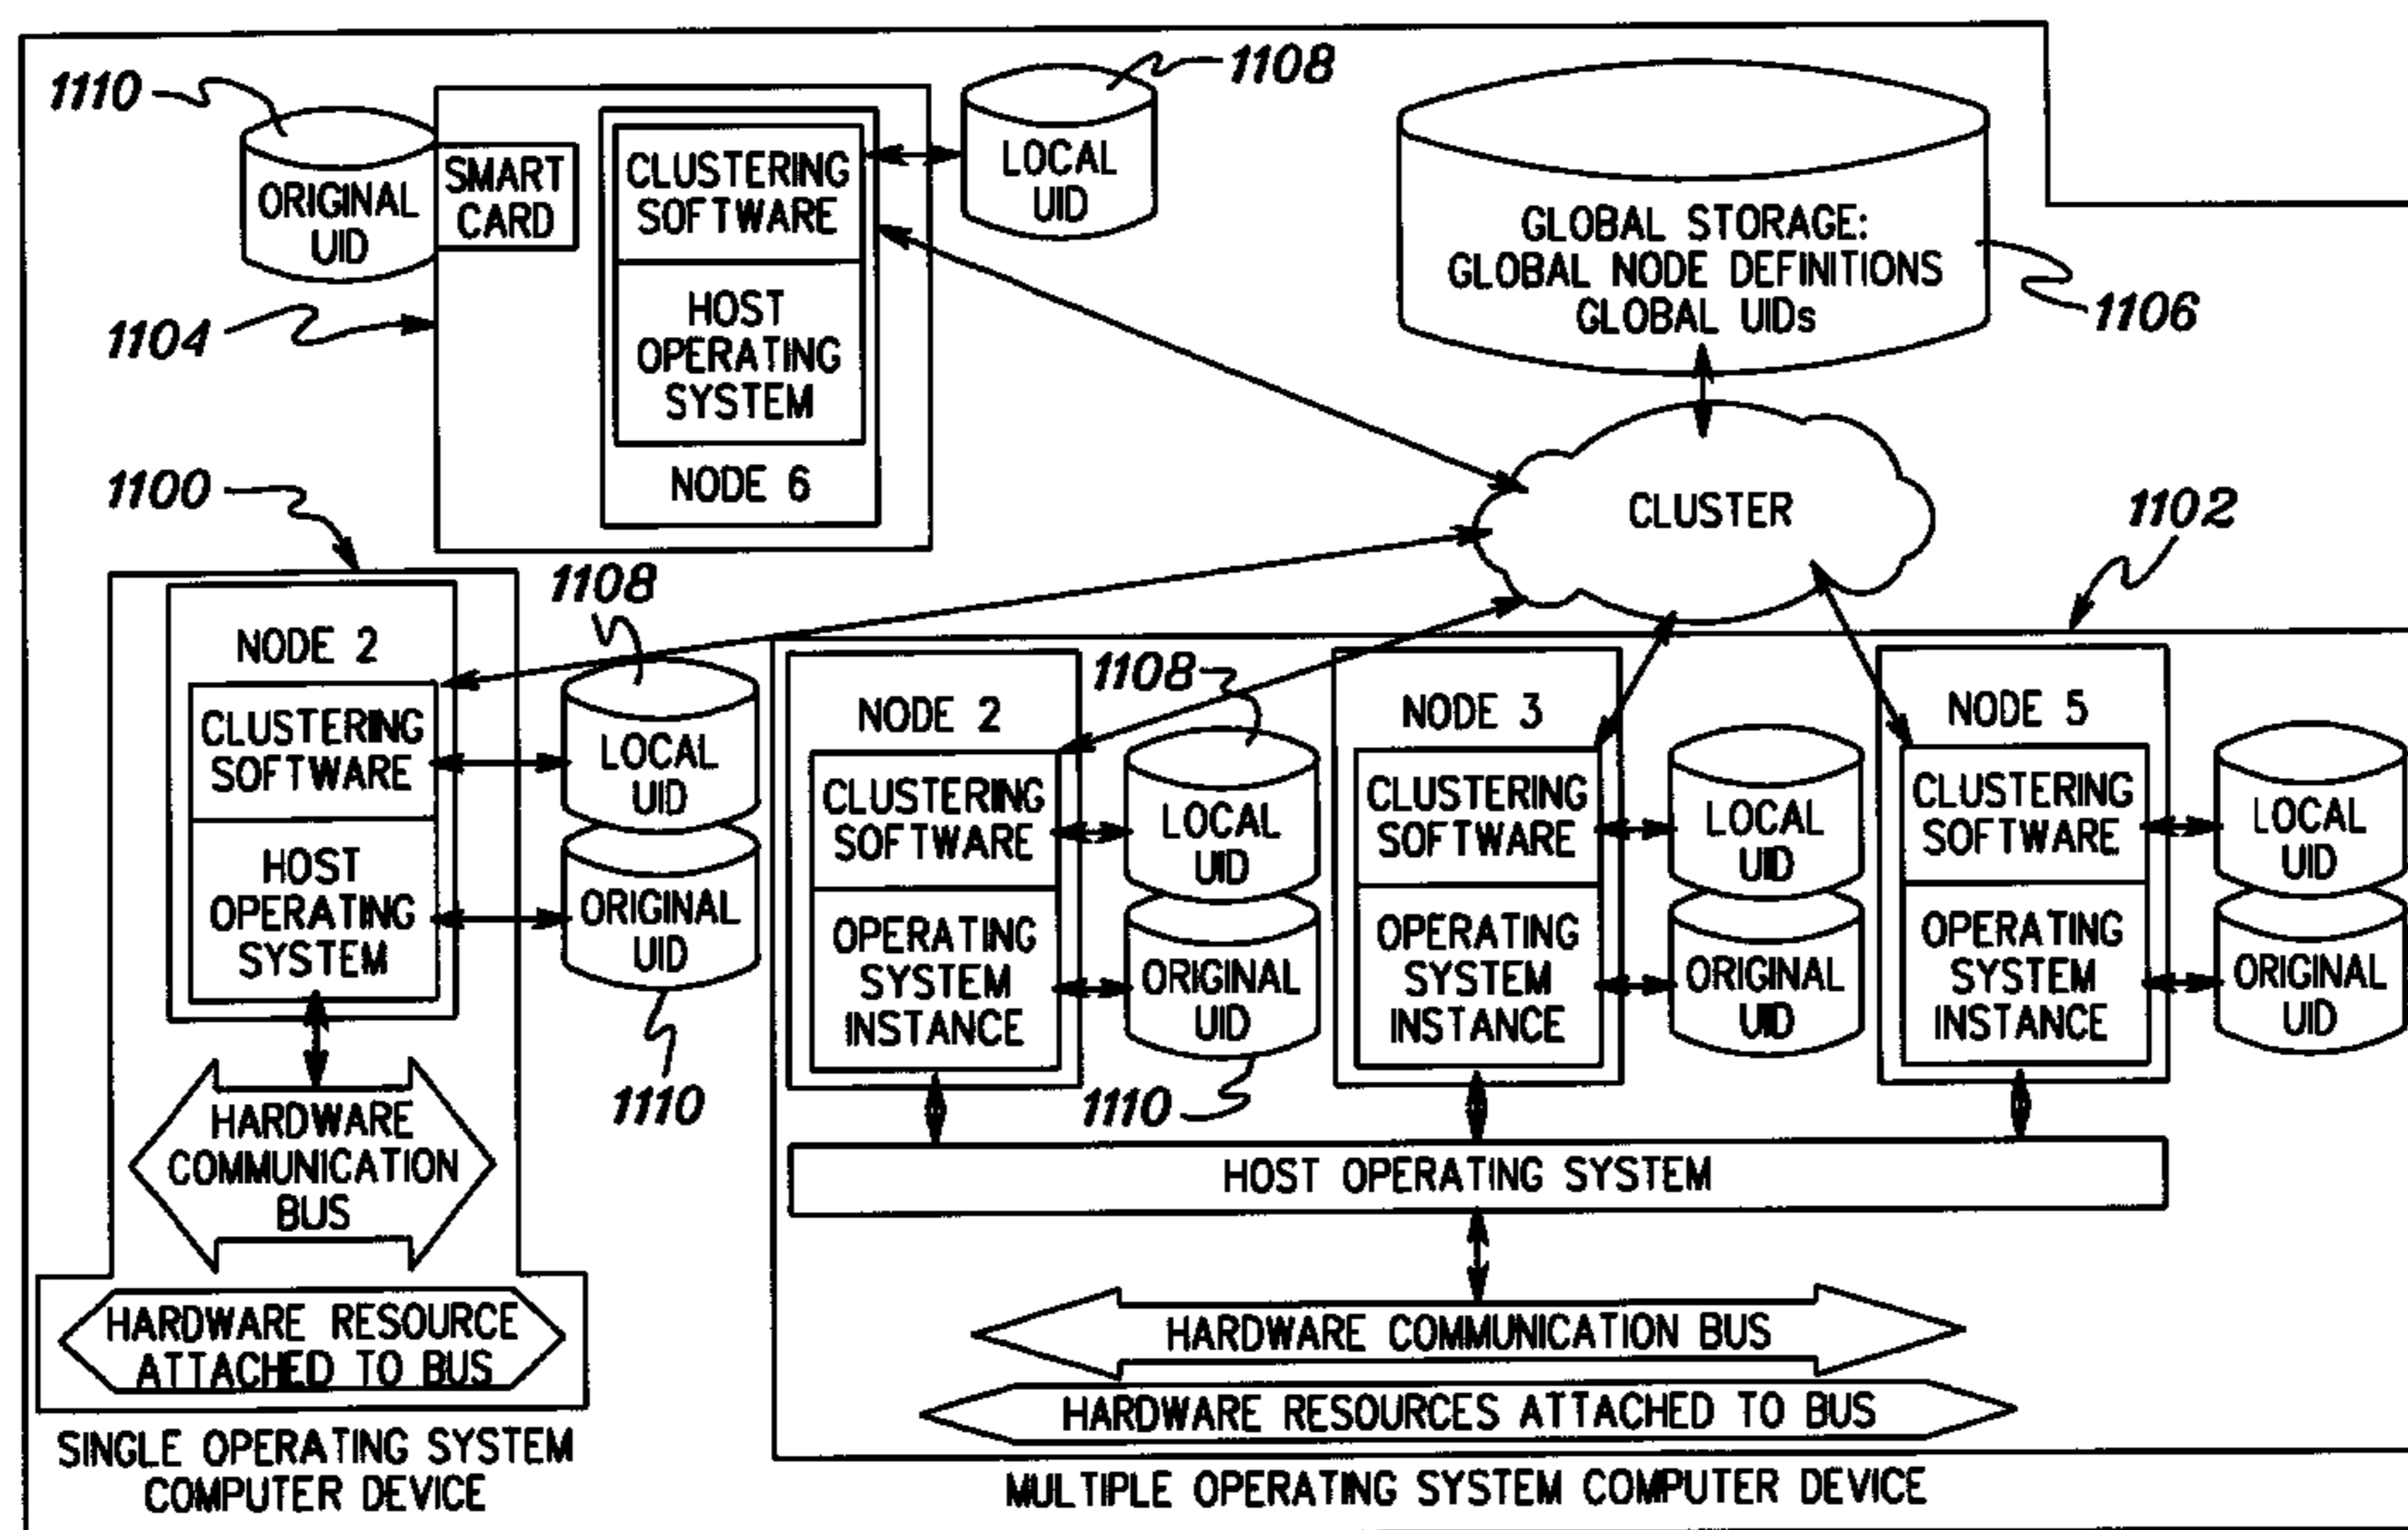 1110
ORIGINAL
UID
SMART
CARD
CLUSTERING
SOFTWARE
HOST
OPERATING
SYSTEM
NODE 6
1108
LOCAL
UID
1104
GLOBAL STORAGE:
GLOBAL NODE DEFINITIONS
GLOBAL UIDs
1106
CLUSTER
1100
NODE 2
CLUSTERING
SOFTWARE
HOST
OPERATING
SYSTEM
1108
LOCAL
UID
ORIGINAL
UID
1110
HARDWARE
COMMUNICATION
BUS
HARDWARE RESOURCE
ATTACHED TO BUS
SINGLE OPERATING SYSTEM
COMPUTER DEVICE
1102
NODE 2
CLUSTERING
SOFTWARE
OPERATING
SYSTEM
INSTANCE
1108
LOCAL
UID
ORIGINAL
UID
1110
NODE 3
CLUSTERING
SOFTWARE
OPERATING
SYSTEM
INSTANCE
LOCAL
UID
ORIGINAL
UID
NODE 5
CLUSTERING
SOFTWARE
OPERATING
SYSTEM
INSTANCE
LOCAL
UID
ORIGINAL
UID
HOST OPERATING SYSTEM
HARDWARE COMMUNICATION BUS
HARDWARE RESOURCES ATTACHED TO BUS
MULTIPLE OPERATING SYSTEM COMPUTER DEVICE